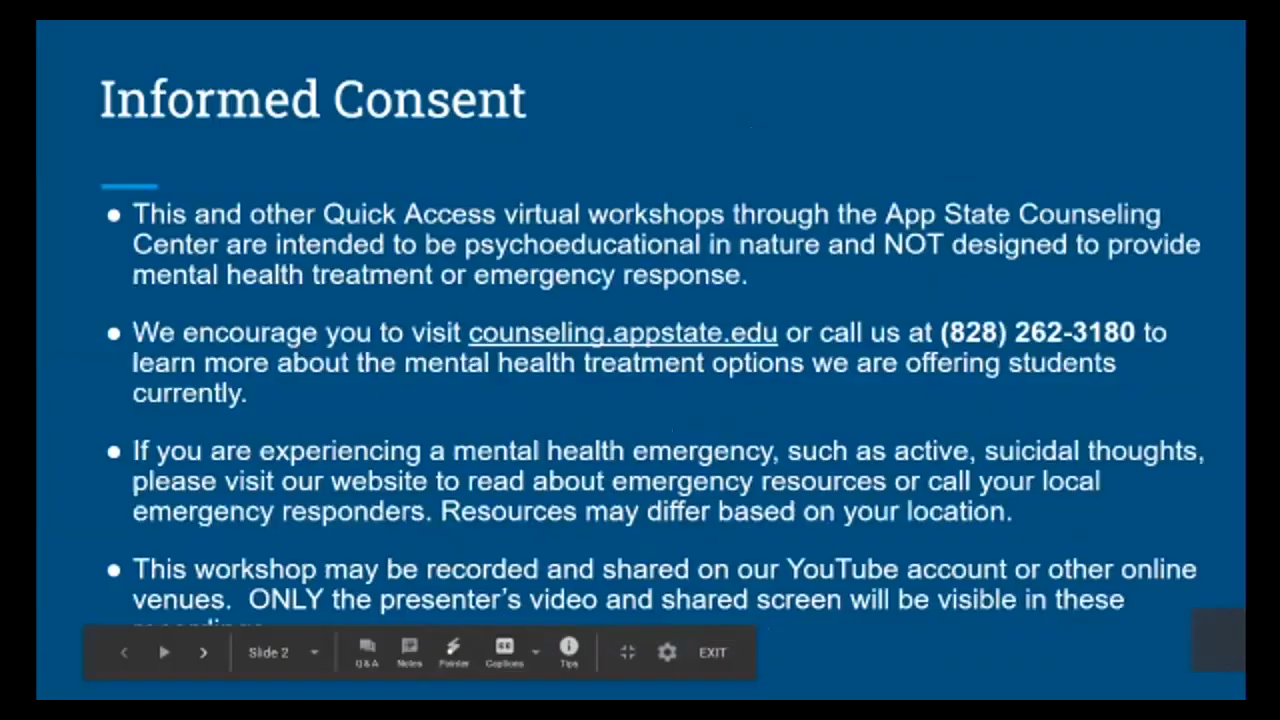 Informed Consent
● This and other Quick Access virtual workshops through the App State Counseling
Center are intended to be psychoeducational in nature and NOT designed to provide
mental health treatment or emergency response.
● We encourage you to visit counseling.appstate.edu or call us at (828) 262-3180 to
learn more about the mental health treatment options we are offering students
currently.
● If you are experiencing a mental health emergency, such as active, suicidal thoughts,
please visit our website to read about emergency resources or call your local
emergency responders. Resources may differ based on your location.
● This workshop may be recorded and shared on our YouTube account or other online
venues.  ONLY the presenter's video and shared screen will be visible in these
Slide 2 Q&A Notes Pointer Captions Tips EXIT